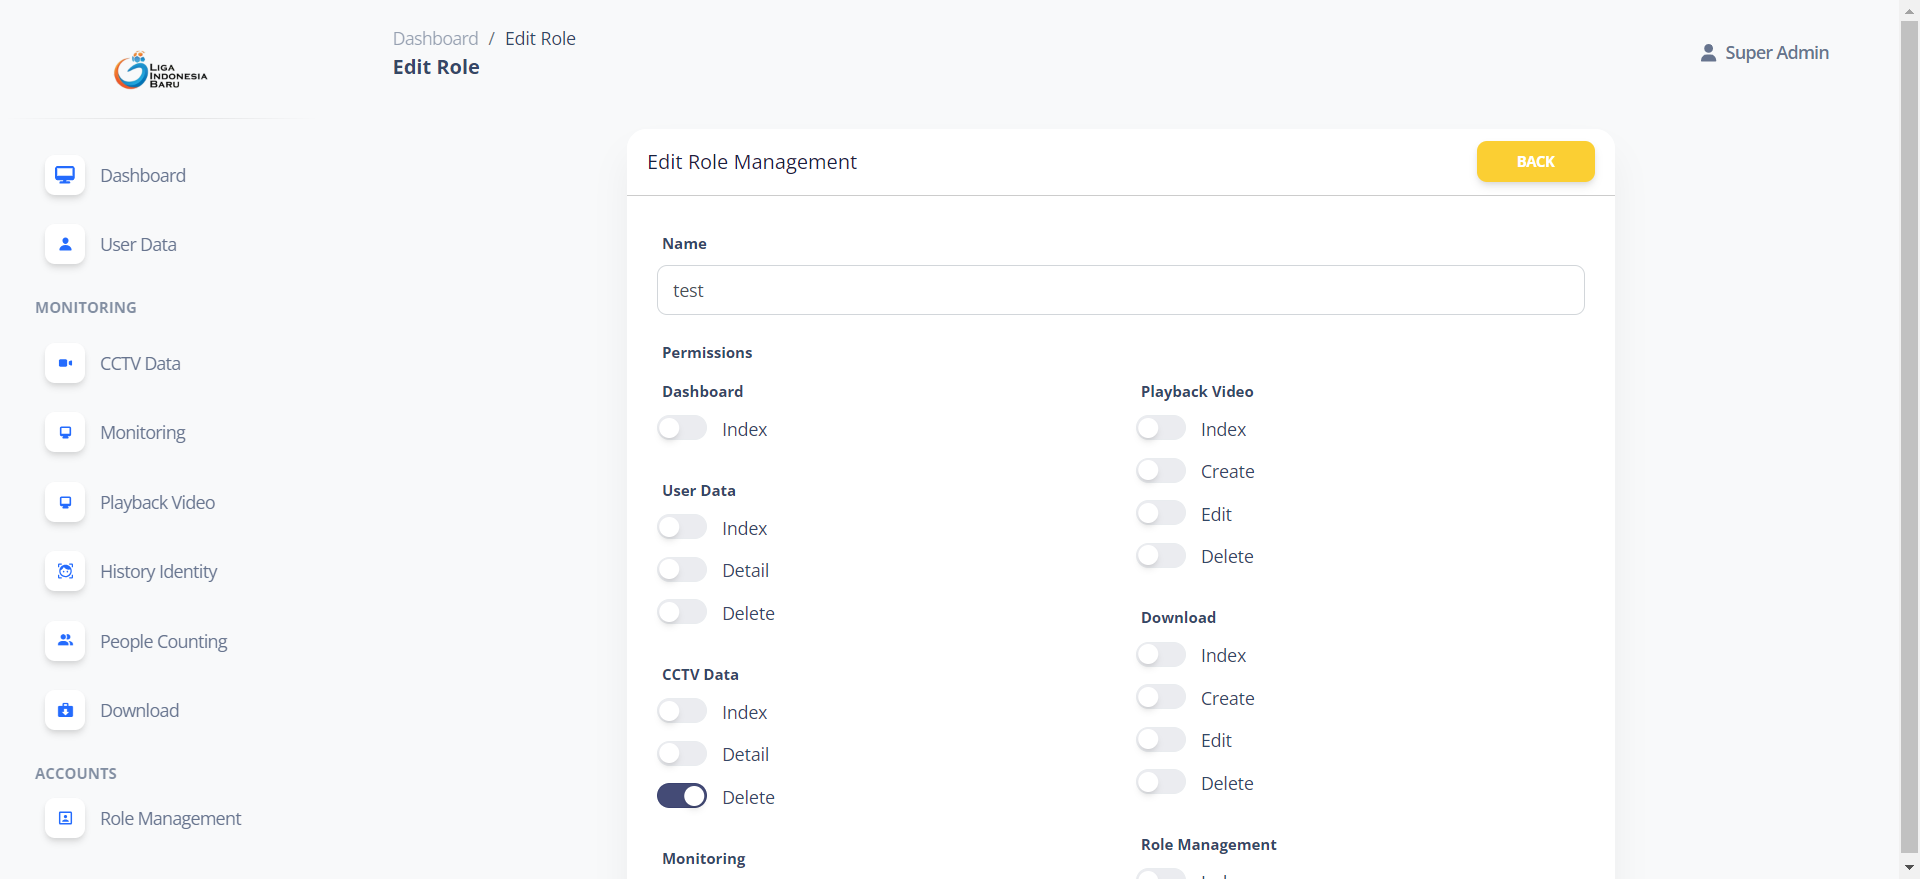 LIGA
INDONESIA
BARU
Dashboard
User Data
MONITORING
CCTV Data
Monitoring
Playback Video
History Identity
People Counting
Download
ACCOUNTS
Role Management
Dashboard / Edit Role
Edit Role
Super Admin
Edit Role Management
BACK
Name
test
Permissions
Dashboard
Index
User Data
Index
Detail
Delete
CCTV Data
Index
Detail
Delete
Monitoring
Playback Video
Index
Create
Edit
Delete
Download
Index
Create
Edit
Delete
Role Management